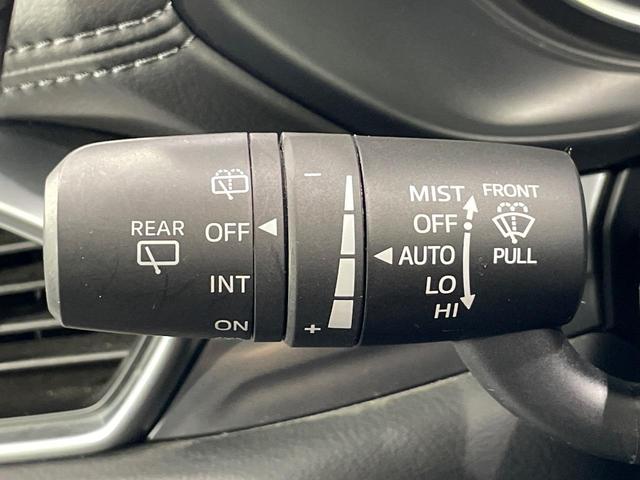 REAR
OFF
INT
ON
−
+
MIST
OFF
AUTO
LO
HI
FRONT
PULL